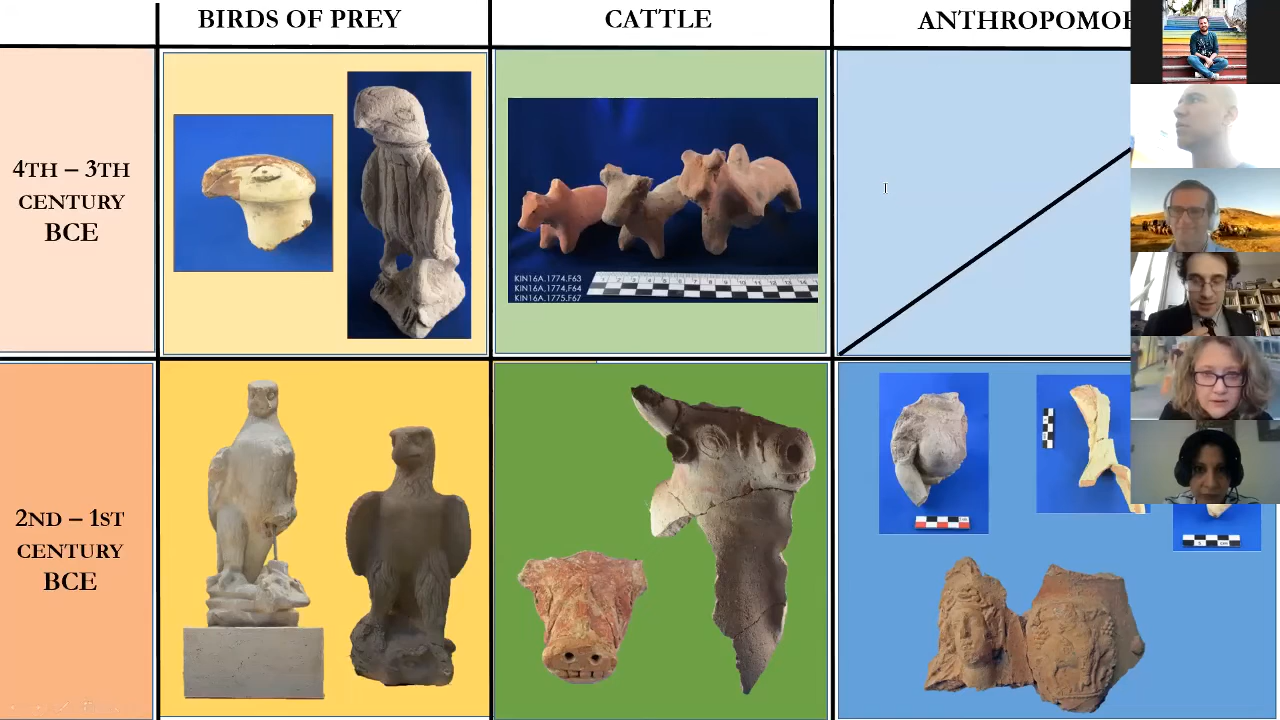 BIRDS OF PREY
CATTLE
4TH – 3TH
CENTURY
BCE
KIN16A.1774.F63
KIN16A.1774.F64
KIN16A.1775.F67
2ND – 1ST
CENTURY
BCE